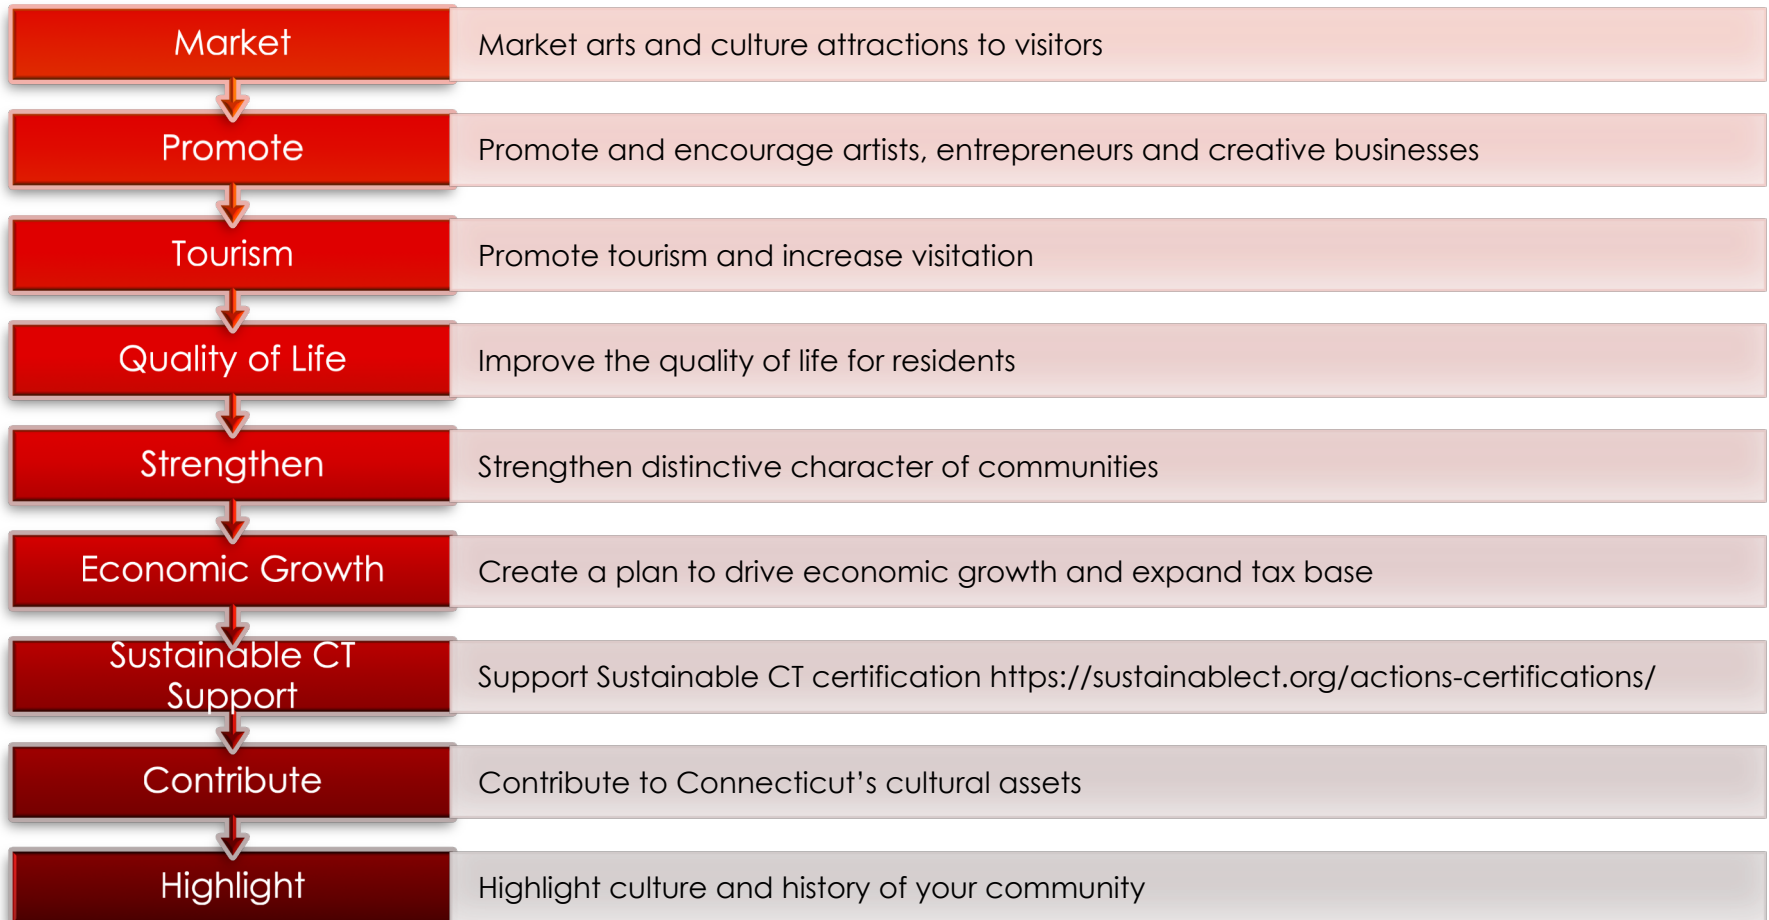 Market
Market arts and culture attractions to visitors
Promote
Promote and encourage artists, entrepreneurs and creative businesses
Tourism
Promote tourism and increase visitation
Quality of Life
Improve the quality of life for residents
Strengthen
Strengthen distinctive character of communities
Economic Growth
Create a plan to drive economic growth and expand tax base
Sustainable CT
Support
Support Sustainable CT certification https://sustainablect.org/actions-certifications/
Contribute
Contribute to Connecticut’s cultural assets
Highlight
Highlight culture and history of your community